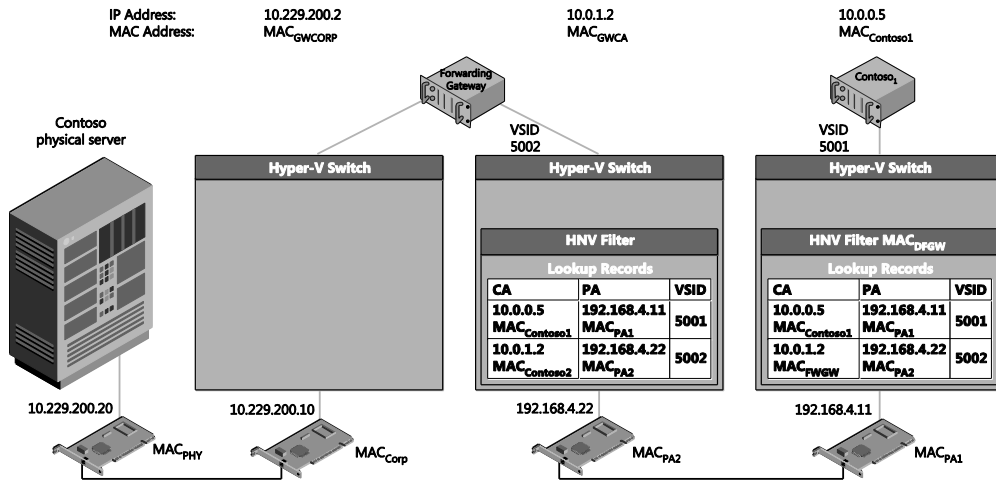 IP Address: 10.229.200.2 10.0.1.2 10.0.0.5
MAC Address: MACGWCORP MACGWCA MACContoso1
Forwarding
Gateway
Contoso1
Contoso
physical server
VSID
5002
VSID
5001
Hyper-V Switch
Hyper-V Switch
Hyper-V Switch
HNV Filter
Lookup Records
CA PA VSID
10.0.0.5 192.168.4.11 5001
MACContoso1 MACPA1
10.0.1.2 192.168.4.22 5002
MACContoso2 MACPA2
HNV Filter MACDFGW
Lookup Records
CA PA VSID
10.0.0.5 192.168.4.11 5001
MACContoso1 MACPA1
10.0.1.2 192.168.4.22 5002
MACFWGW MACPA2
10.229.200.20
10.229.200.10
192.168.4.22
192.168.4.11
MACPHY
MACCorp
MACPA2
MACPA1